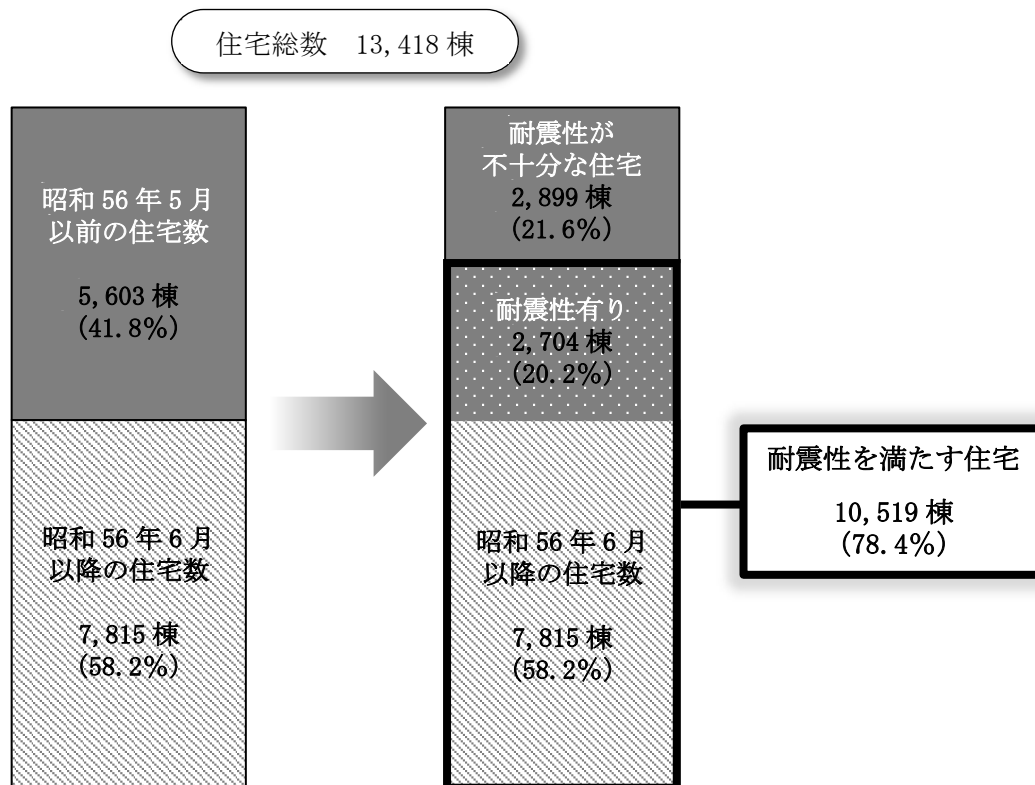 住宅総数 13,418 棟
昭和 56 年 5 月
以前の住宅数
5,603 棟
(41.8%)
昭和 56 年 6 月
以降の住宅数
7,815 棟
(58.2%)
耐震性が
不十分な住宅
2,899 棟
(21.6%)
耐震性有り
2,704 棟
(20.2%)
昭和 56 年 6 月
以降の住宅数
7,815 棟
(58.2%)
耐震性を満たす住宅
10,519 棟
(78.4%)